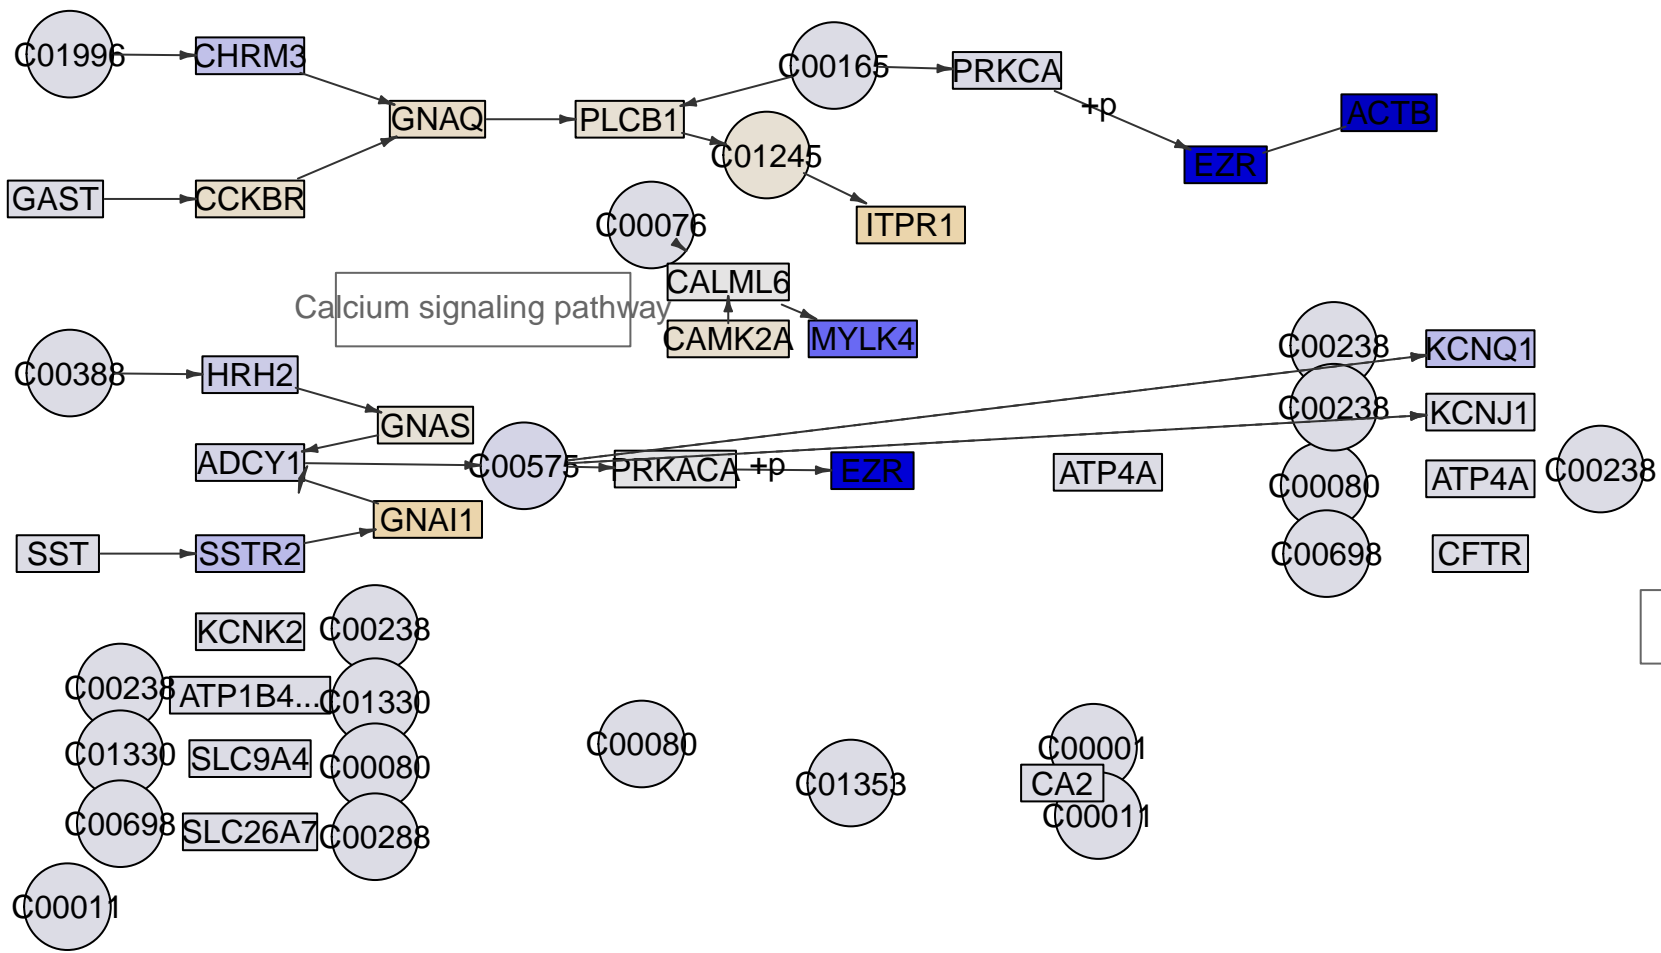 C01996
CHRM3
C00165
PRKCA
+p
ACTB
GNAQ
PLCB1
C01245
EZR
GAST
CCKBR
C00076
ITPR1
CALML6
Calcium signaling pathway
CAMK2A
MYLK4
C00238
KCNQ1
C00388
HRH2
C00238
KCNJ1
GNAS
ADCY1
C00575
PRKACA
+p
EZR
ATP4A
C00080
ATP4A
C00238
GNAI1
SST
SSTR2
C00698
CFTR
KCNK2
C00238
C00238
ATP1B4...
C01330
C01330
SLC9A4
C00080
C00080
C01353
C00001
CA2
C00011
C00698
SLC26A7
C00288
C00011